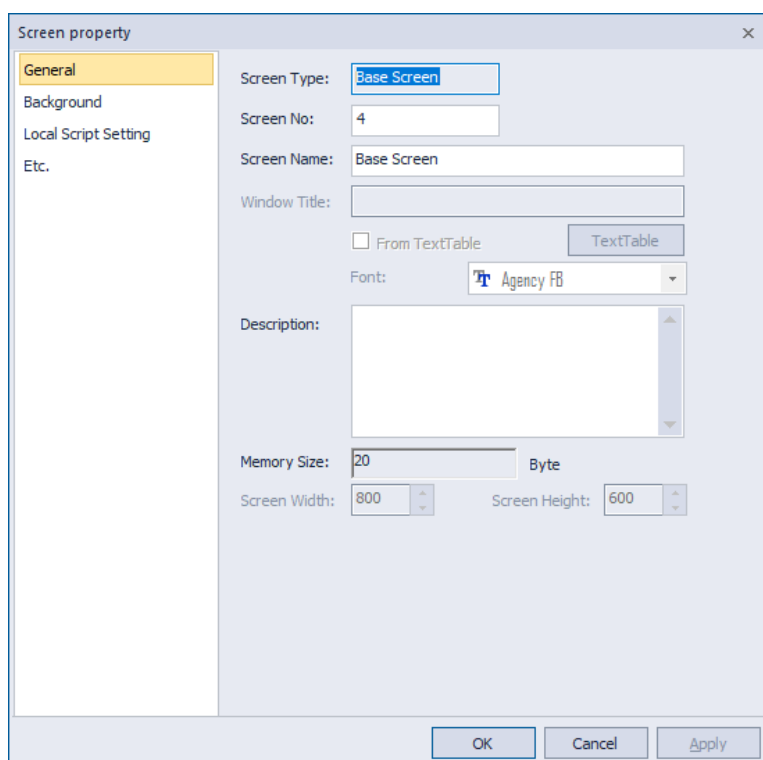 Screen property
General
Background
Local Script Setting
Etc.
Screen Type: Base Screen
Screen No: 4
Screen Name: Base Screen
Window Title:
From TextTable TextTable
Font: Agency FB
Description:
Memory Size: 20 Byte
Screen Width: 800 Screen Height: 600
OK Cancel Apply